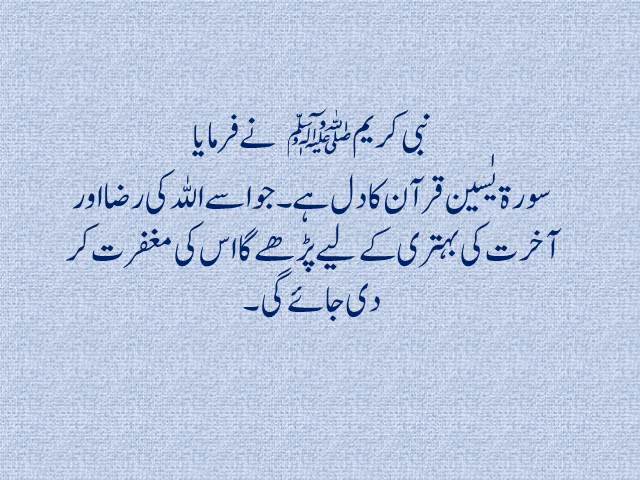 نبی کریم ﷺ نے فرمایا
سورۃ یٰسین قرآن کا دل ہے۔ جو اسے اللہ کی رضا اور
آخرت کی بہتری کے لیے پڑھے گا اس کی مغفرت کر
دی جائے گی۔